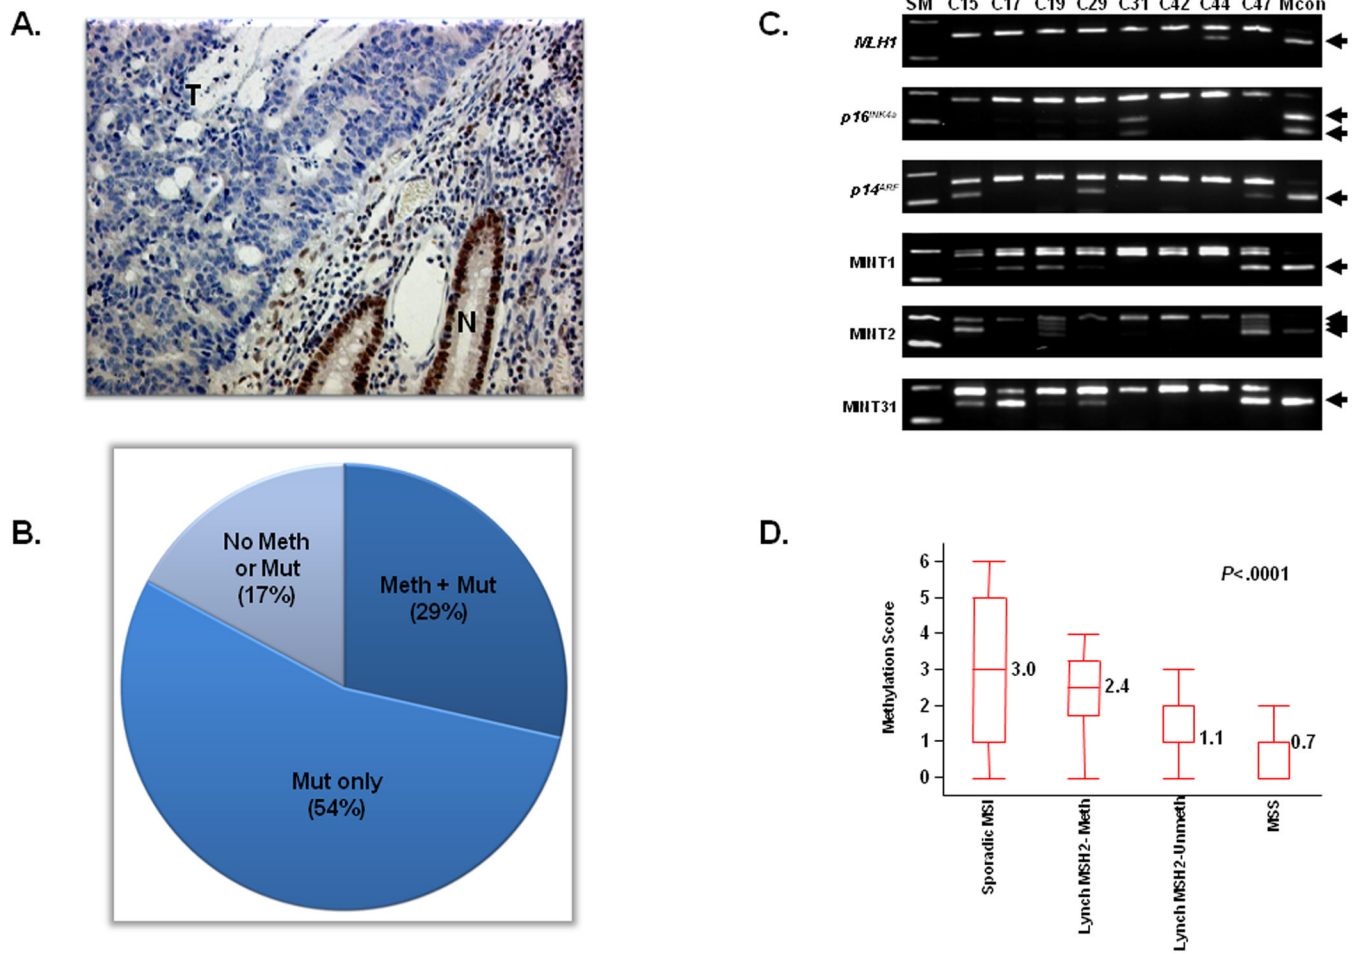 A.
T
N
B.
No Meth
or Mut
(17%)
Meth + Mut
(29%)
Mut only
(54%)
C.
SM C15 C17 C19 C29 C31 C42 C44 C47 Mcon
MLH1
p16INK4a
p14ARF
MINT1
MINT2
MINT31
D.
P<.0001
Methylation Score
6
5
4
3
2
1
0
3.0
2.4
1.1
0.7
Sporadic MSI
Lynch MSH2- Meth
Lynch MSH2-Unmeth
MSS